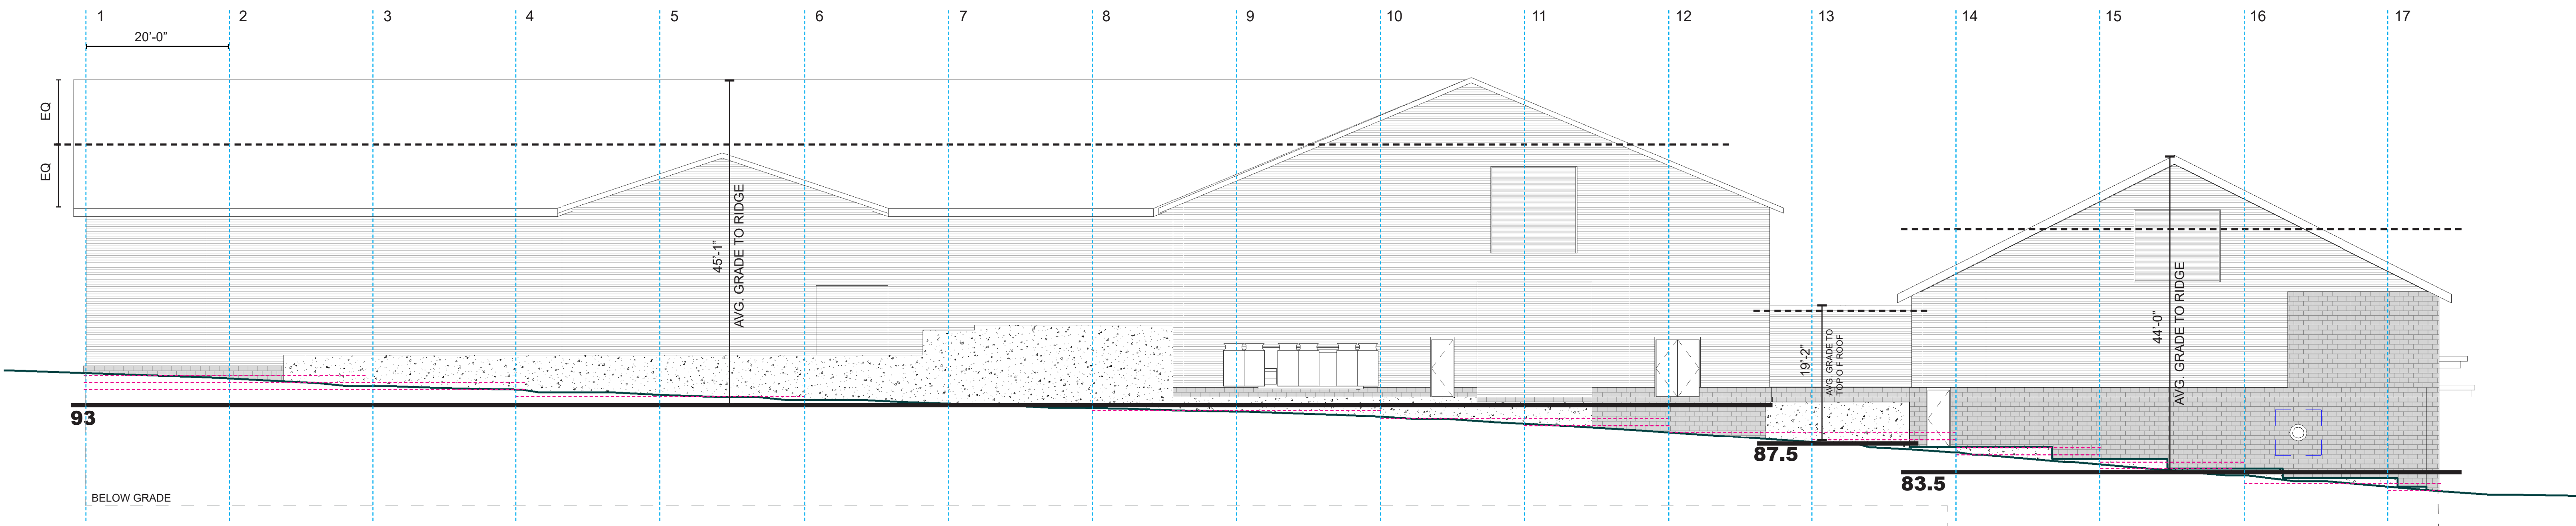 1 2 3 4 5 6 7 8 9 10 11 12 13 14 15 16 17
20'-0"
EQ
EQ
45'-1"
AVG. GRADE TO RIDGE
19'-2"
AVG. GRADE TO
TOP O F ROOF
44'-0"
AVG. GRADE TO RIDGE
93
87.5
83.5
BELOW GRADE